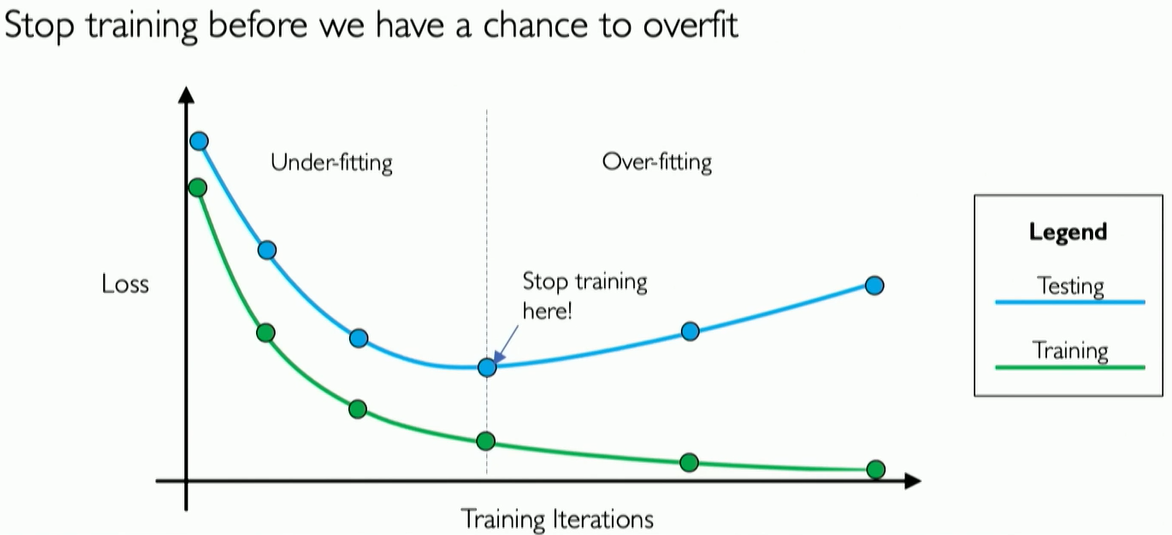 Stop training before we have a chance to overfit
Under-fitting
Over-fitting
Legend
Testing
Training
Loss
Stop training
here!
Training Iterations